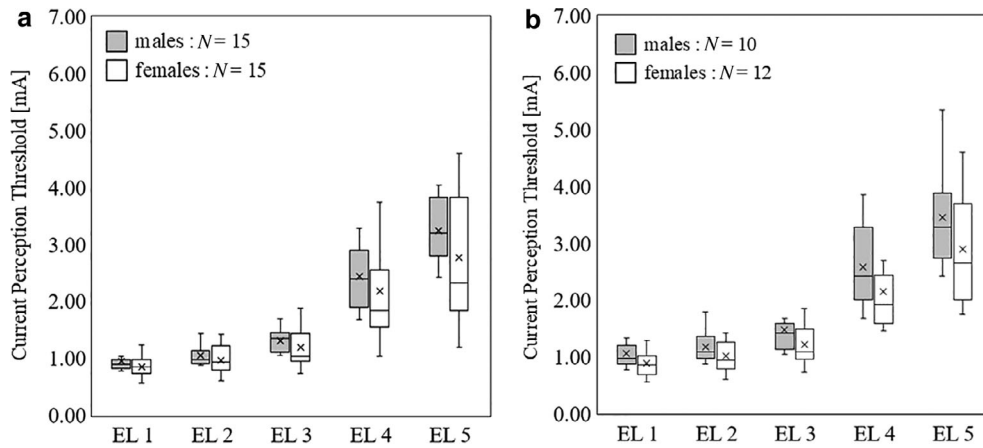 a
Current Perception Threshold [mA]
7.00
6.00
5.00
4.00
3.00
2.00
1.00
0.00
males : N = 15
females : N = 15
EL 1 EL 2 EL 3 EL 4 EL 5
b
Current Perception Threshold [mA]
7.00
6.00
5.00
4.00
3.00
2.00
1.00
0.00
males : N = 10
females : N = 12
EL 1 EL 2 EL 3 EL 4 EL 5